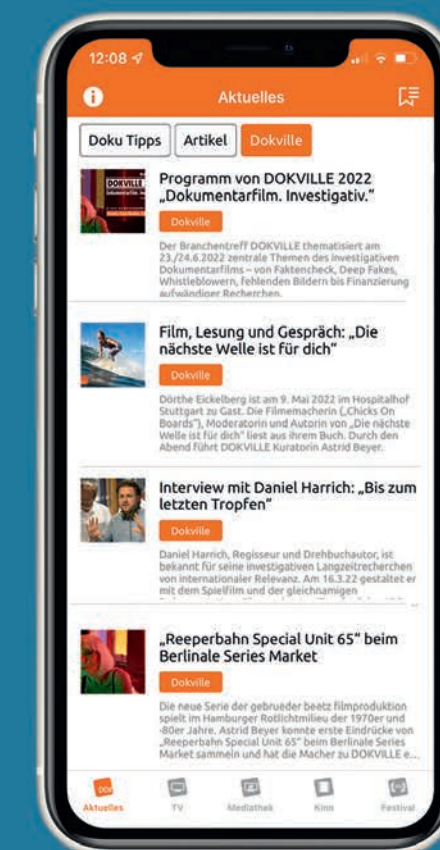 12:08
Aktuelles
Doku Tipps Artikel Dokville
DOKVILLE
Programm von DOKVILLE 2022
„Dokumentarfilm. Investigativ.“
Dokville
Der Branchentreff DOKVILLE thematisiert am
23./24.6.2022 zentrale Themen des investigativen
Dokumentarfilms – von Faktencheck, Deep Fakes,
Whistleblowern, fehlenden Bildern bis Finanzierung
aufwändiger Recherchen.
Film, Lesung und Gespräch: „Die
nächste Welle ist für dich“
Dokville
Dörthe Eickelberg ist am 9. Mai 2022 im Hospitalhof
Stuttgart zu Gast. Die Filmemacherin („Chicks On
Boards“), Moderatorin und Autorin von „Die nächste
Welle ist für dich“ liest aus ihrem Buch. Durch den
Abend führt DOKVILLE Kuratorin Astrid Beyer.
Interview mit Daniel Harrich: „Bis zum
letzten Tropfen“
Dokville
Daniel Harrich, Regisseur und Drehbuchautor, ist
bekannt für seine investigativen Langzeitrecherchen
von internationaler Relevanz. Am 16.3.22 gestaltet er
mit dem Spielfilm und der gleichnamigen
„Reeperbahn Special Unit 65“ beim
Berlinale Series Market
Dokville
Die neue Serie der gebrueder beetz filmproduktion
spielt im Hamburger Rotlichtmilieu der 1970er und
-80er Jahre. Astrid Beyer konnte erste Eindrücke von
„Reeperbahn Special Unit 65“ beim Berlinale Series
Market sammeln und hat die Macher zu DOKVILLE e...
Aktuelles TV Mediathek Kino Festival